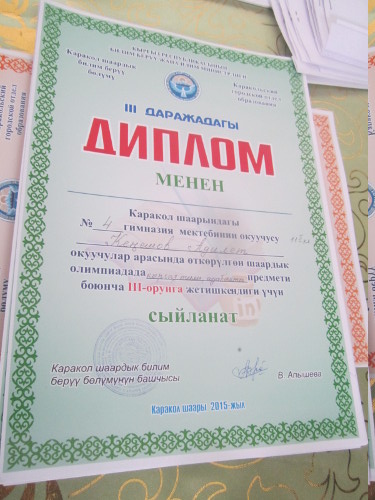 КЫРГЫЗ РЕСПУБЛИКАСЫНЫН
БИЛИМ БЕРҮҮ ЖАНА ИЛИМ МИНИСТРЛИГИ
Каракол шаардык
билим берүү
бөлүмү
Каракольский
городской отдел
образования
III ДАРАЖАДАГЫ
ДИПЛОМ
МЕНЕН
Каракол шаарындагы
№ 4 гимназия мектебинин окуучусу
окуучулар арасында өткөрүлгөн шаардык
олимпиадада предмети
боюнча III-орунга жетишкендиги үчүн
сыйланат
Каракол шаардык билим
берүү бөлүмүнүн башчысы
В. Апышева
Каракол шаары 2015-жыл